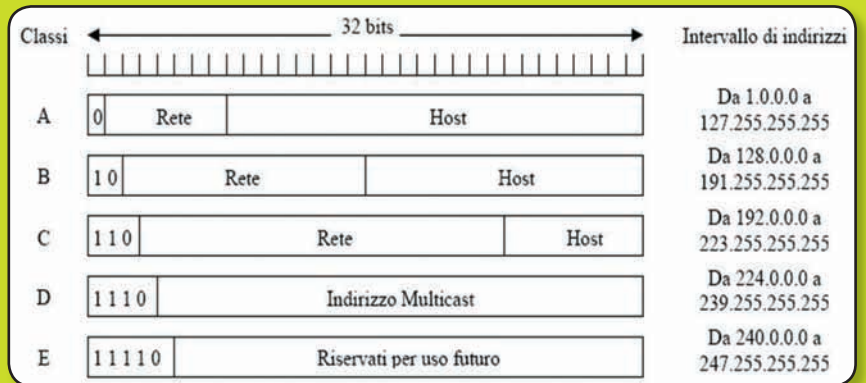 Classi 32 bits Intervallo di indirizzi
A 0 Rete Host Da 1.0.0.0 a
127.255.255.255
B 1 0 Rete Host Da 128.0.0.0 a
191.255.255.255
C 1 1 0 Rete Host Da 192.0.0.0 a
223.255.255.255
D 1 1 1 0 Indirizzo Multicast Da 224.0.0.0 a
239.255.255.255
E 1 1 1 1 0 Riservati per uso futuro Da 240.0.0.0 a
247.255.255.255